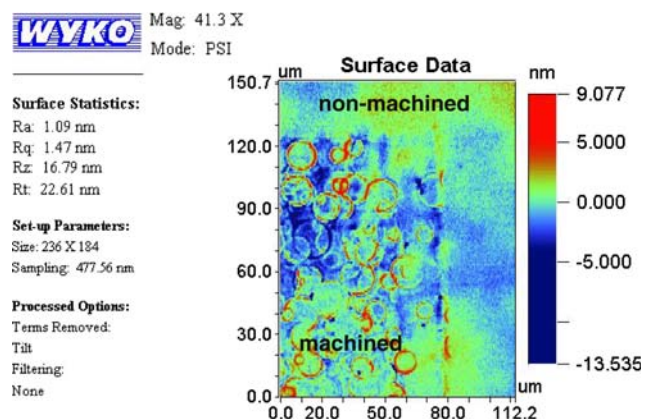 WYKO
Mag: 41.3 X
Mode: PSI
Surface Statistics:
Ra: 1.09 nm
Rq: 1.47 nm
Rz: 16.79 nm
Rt: 22.61 nm
Set-up Parameters:
Size: 236 X 184
Sampling: 477.56 nm
Processed Options:
Terms Removed:
Tilt
Filtering:
None
um
Surface Data
150.7
120.0
90.0
60.0
30.0
0.0
non-machined
machined
0.0 20.0 50.0 80.0 112.2
um
nm
9.077
5.000
0.000
-5.000
-13.535